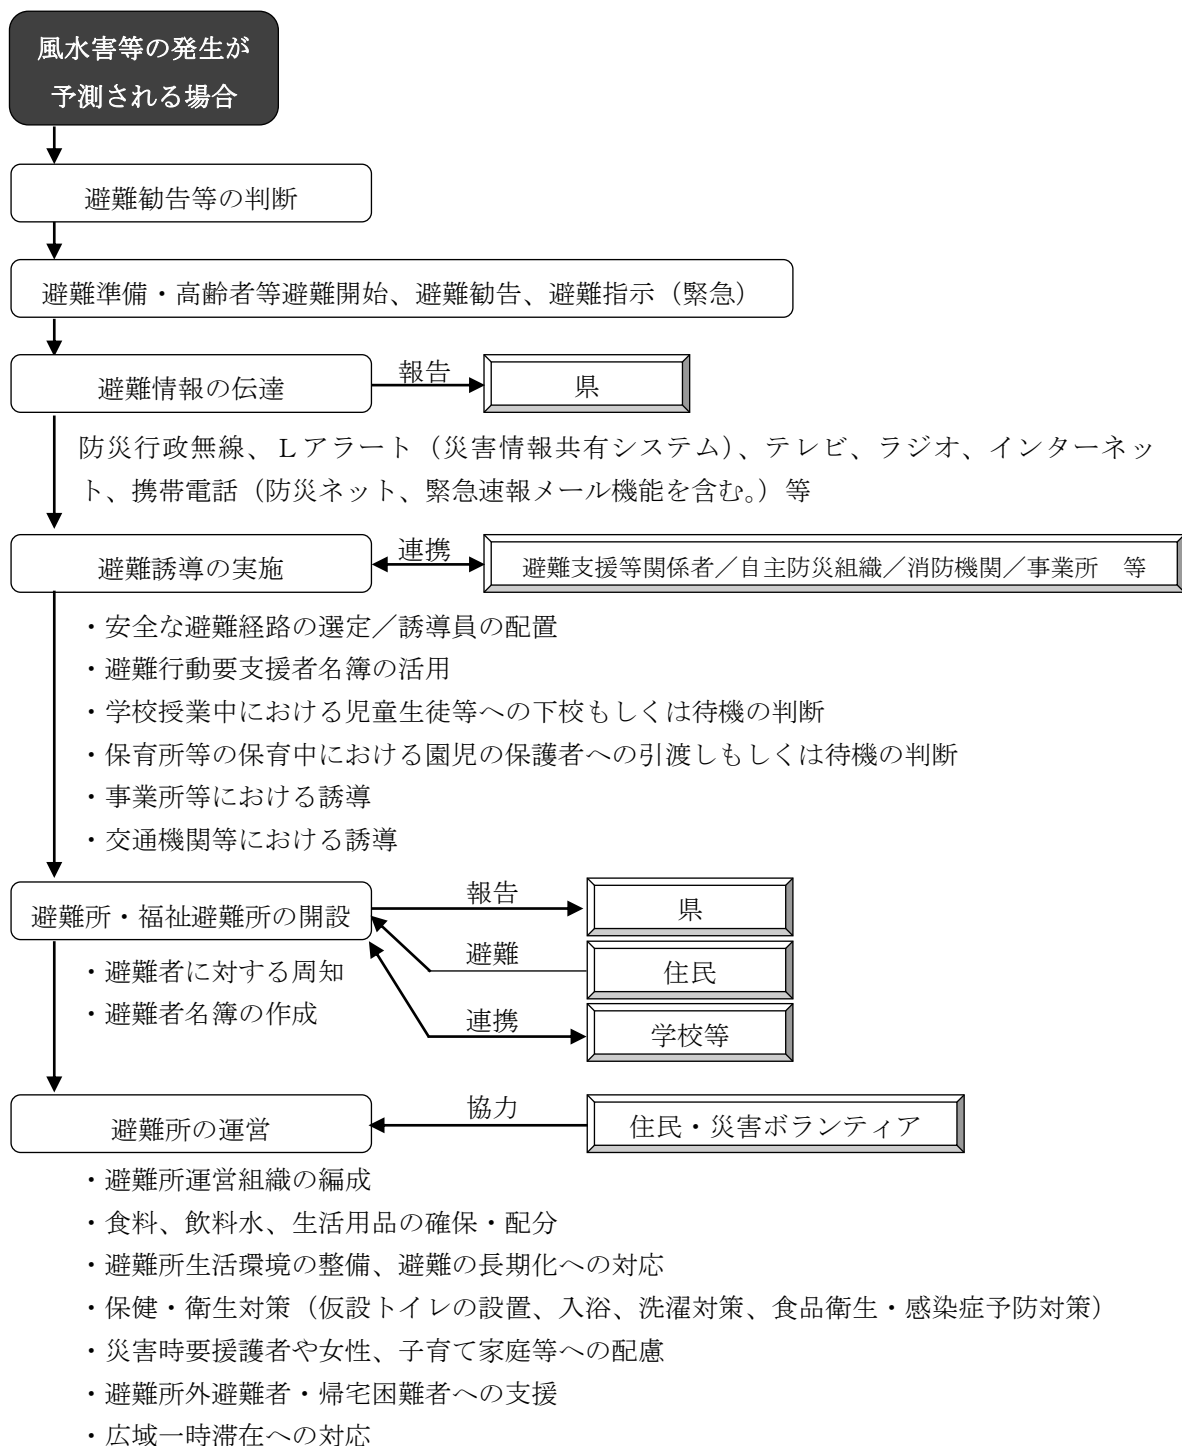 風水害等の発生が
予測される場合
避難勧告等の判断
避難準備・高齢者等避難開始、避難勧告、避難指示（緊急）
避難情報の伝達
報告
県
防災行政無線、Lアラート（災害情報共有システム）、テレビ、ラジオ、インターネッ
ト、携帯電話（防災ネット、緊急速報メール機能を含む。）等
避難誘導の実施
連携
避難支援等関係者／自主防災組織／消防機関／事業所　等
・安全な避難経路の選定／誘導員の配置
・避難行動要支援者名簿の活用
・学校授業中における児童生徒等への下校もしくは待機の判断
・保育所等の保育中における園児の保護者への引渡しもしくは待機の判断
・事業所等における誘導
・交通機関等における誘導
避難所・福祉避難所の開設
報告
県
避難
住民
・避難者に対する周知
・避難者名簿の作成
連携
学校等
避難所の運営
協力
住民・災害ボランティア
・避難所運営組織の編成
・食料、飲料水、生活用品の確保・配分
・避難所生活環境の整備、避難の長期化への対応
・保健・衛生対策（仮設トイレの設置、入浴、洗濯対策、食品衛生・感染症予防対策）
・災害時要援護者や女性、子育て家庭等への配慮
・避難所外避難者・帰宅困難者への支援
・広域一時滞在への対応